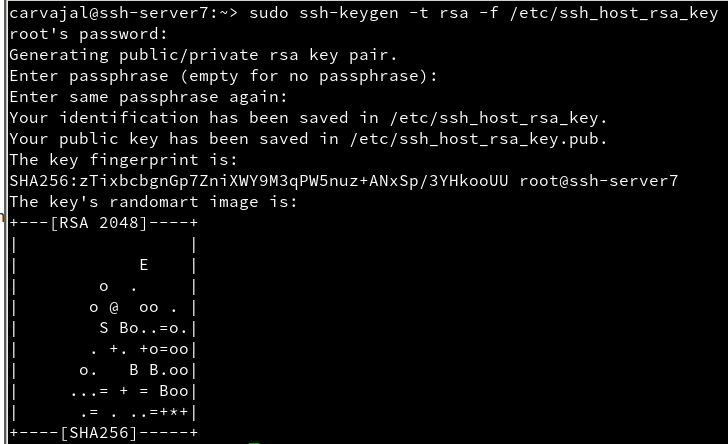 carvajal@ssh-server7:~> sudo ssh-keygen -t rsa -f /etc/ssh_host_rsa_key
root's password:
Generating public/private rsa key pair.
Enter passphrase (empty for no passphrase):
Enter same passphrase again:
Your identification has been saved in /etc/ssh_host_rsa_key.
Your public key has been saved in /etc/ssh_host_rsa_key.pub.
The key fingerprint is:
SHA256:zTixbcbgnGp7ZniXWY9M3qPW5nuz+ANxSp/3YHkooUU root@ssh-server7
The key's randomart image is:
+---[RSA 2048]----+
|                 |
|            E    |
|        o  .     |
|       o @  oo . |
|        S Bo..=o.|
|       . +. +o=oo|
|      o.   B B.oo|
|     ...= + = Boo|
|      .= . ..=+*+|
+----[SHA256]-----+